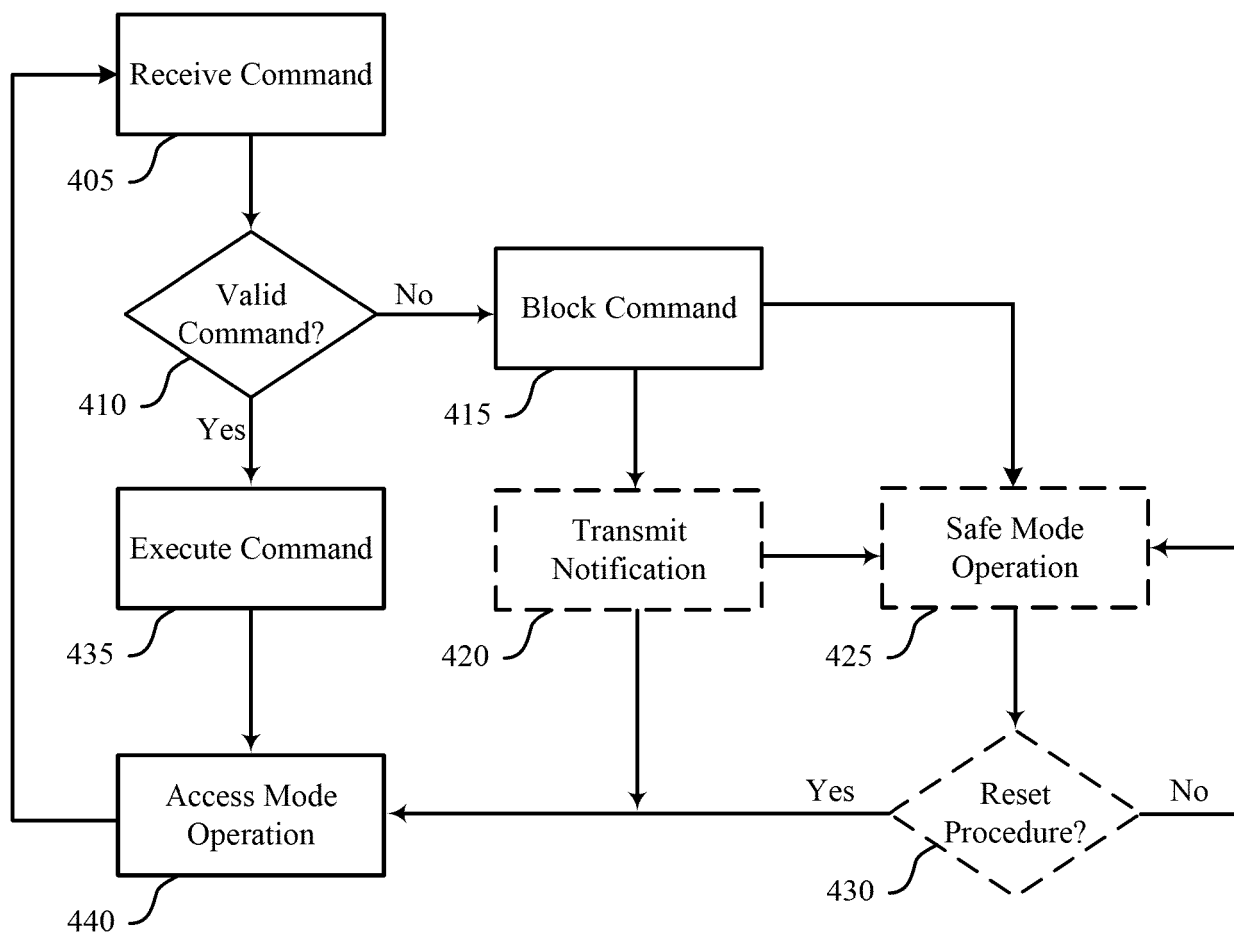 Receive Command
405
Valid
Command?
410
No
Yes
Block Command
415
Execute Command
435
Transmit
Notification
420
Safe Mode
Operation
425
Access Mode
Operation
440
Yes
Reset
Procedure?
430
No